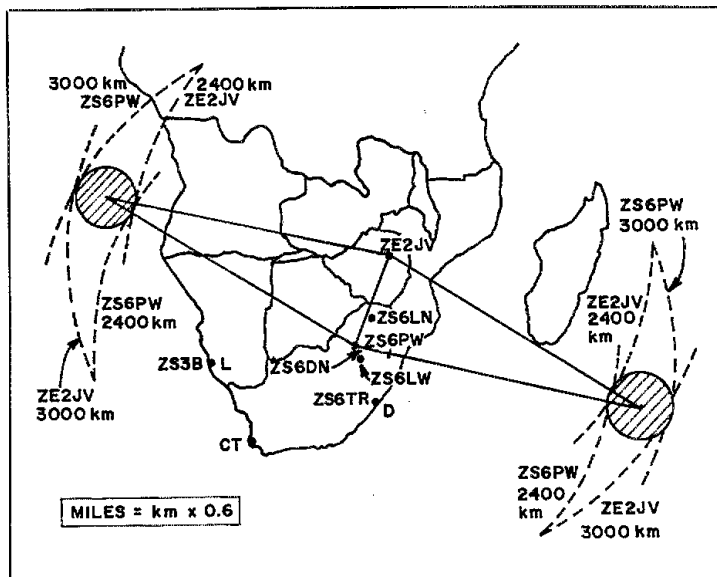 3000 km
ZS6PW
2400 km
ZE2JV
ZS6PW
3000 km
ZE2JV
ZE2JV
2400
km
ZS6PW
2400 km
ZS6LN
ZS6PW
ZS3B
L
ZS6DN
ZS6LW
ZE2JV
3000 km
ZS6TR
D
CT
ZS6PW
2400
km
ZE2JV
3000 km
MILES = km x 0.6